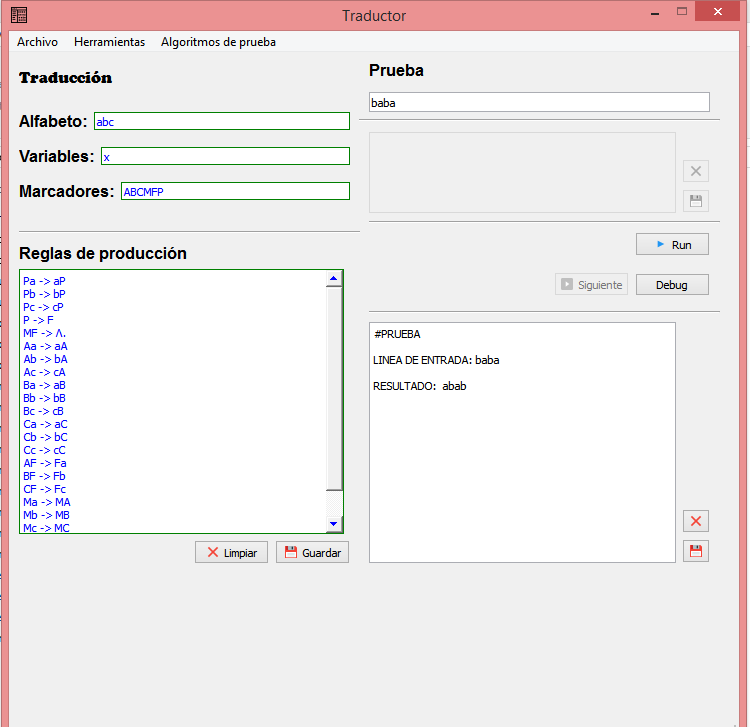 Traductor
Archivo Herramientas Algoritmos de prueba
Traducción
Alfabeto: abc
Variables: x
Marcadores: ABCMFP
Reglas de producción
Pa -> aP
Pb -> bP
Pc -> cP
P -> F
MF -> Λ.
Aa -> aA
Ab -> bA
Ac -> cA
Ba -> aB
Bb -> bB
Bc -> cB
Ca -> aC
Cb -> bC
Cc -> cC
AF -> Fa
BF -> Fb
CF -> Fc
Ma -> MA
Mb -> MB
Mc -> MC
Limpiar Guardar
Prueba
baba
Run
Siguiente Debug
#PRUEBA
LINEA DE ENTRADA: baba
RESULTADO: abab